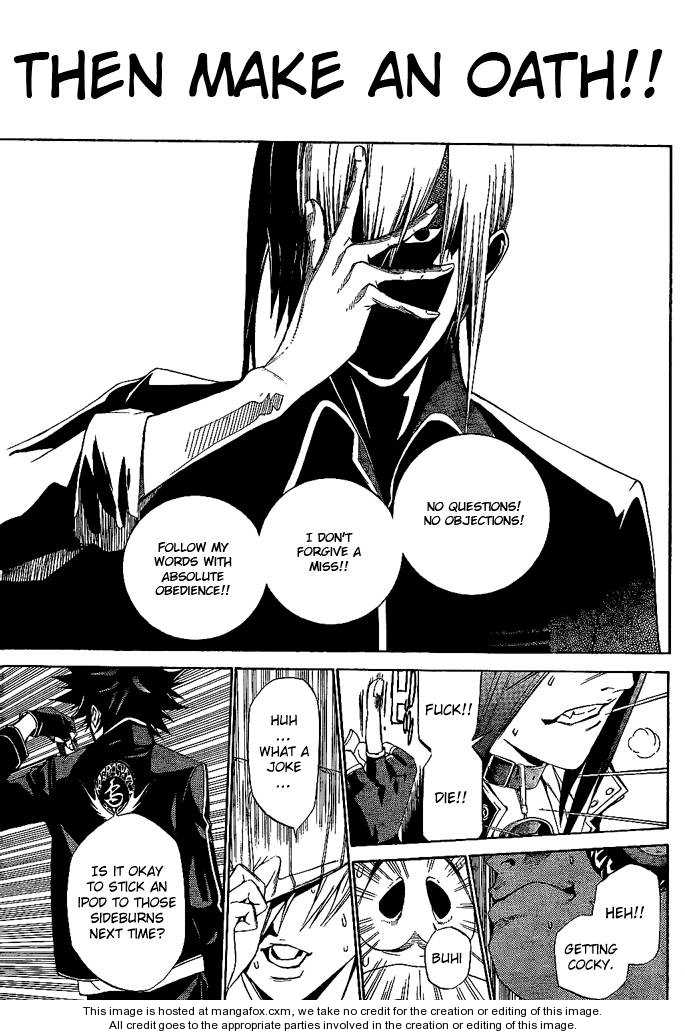 THEN MAKE AN OATH!!
NO QUESTIONS!
NO OBJECTIONS!
I DON'T
FORGIVE A
MISS!!
FOLLOW MY
WORDS WITH
ABSOLUTE
OBEDIENCE!!
FUCK!!
DIE!!
HUH
...
WHAT A
JOKE
...
IS IT OKAY
TO STICK AN
IPOD TO THOSE
SIDEBURNS
NEXT TIME?
HEH!!
GETTING
COCKY.
BUHI
This image is hosted at mangafox.cxm, we take no credit for the creation or editing of this image.
All credit goes to the appropriate parties involved in the creation or editing of this image.